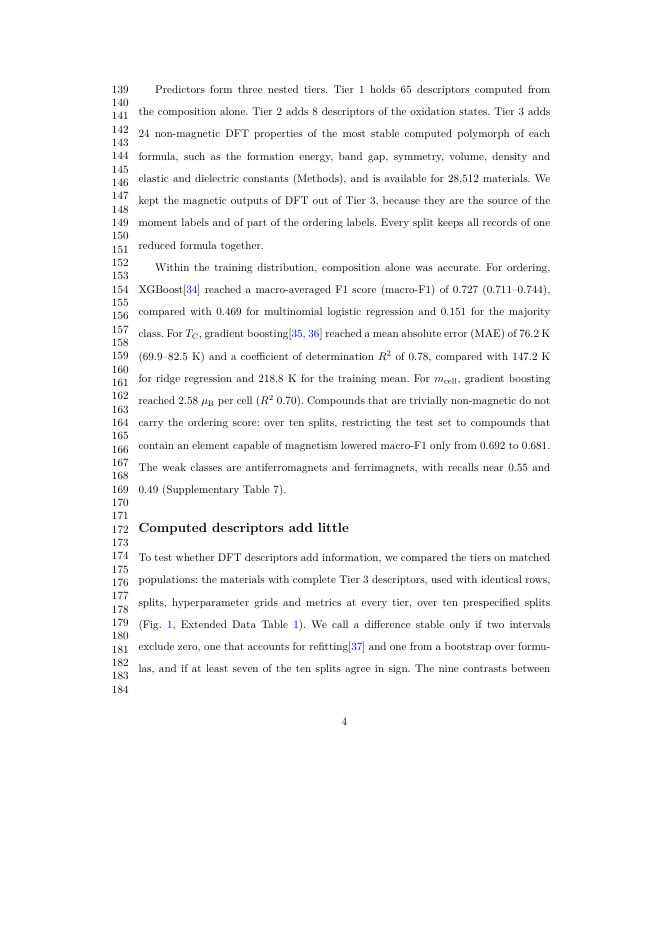 139 Predictors form three nested tiers. Tier 1 holds 65 descriptors computed from
140
141 the composition alone. Tier 2 adds 8 descriptors of the oxidation states. Tier 3 adds
142
143 24 non-magnetic DFT properties of the most stable computed polymorph of each
144 formula, such as the formation energy, band gap, symmetry, volume, density and
145
146 elastic and dielectric constants (Methods), and is available for 28,512 materials. We
147 kept the magnetic outputs of DFT out of Tier 3, because they are the source of the
148
149 moment labels and of part of the ordering labels. Every split keeps all records of one
150
151 reduced formula together.
152 Within the training distribution, composition alone was accurate. For ordering,
153
154 XGBoost[34] reached a macro-averaged F1 score (macro-F1) of 0.727 (0.711–0.744),
155
156 compared with 0.469 for multinomial logistic regression and 0.151 for the majority
157 class. For T_C, gradient boosting[35, 36] reached a mean absolute error (MAE) of 76.2 K
158
159 (69.9–82.5 K) and a coefficient of determination R² of 0.78, compared with 147.2 K
160
161 for ridge regression and 218.8 K for the training mean. For m_cell, gradient boosting
162 reached 2.58 μ_B per cell (R² 0.70). Compounds that are trivially non-magnetic do not
163
164 carry the ordering score: over ten splits, restricting the test set to compounds that
165
166 contain an element capable of magnetism lowered macro-F1 only from 0.692 to 0.681.
167 The weak classes are antiferromagnets and ferrimagnets, with recalls near 0.55 and
168
169 0.49 (Supplementary Table 7).
170
171
172 Computed descriptors add little
173
174 To test whether DFT descriptors add information, we compared the tiers on matched
175
176 populations: the materials with complete Tier 3 descriptors, used with identical rows,
177 splits, hyperparameter grids and metrics at every tier, over ten prespecified splits
178
179 (Fig. 1, Extended Data Table 1). We call a difference stable only if two intervals
180
181 exclude zero, one that accounts for refitting[37] and one from a bootstrap over formu-
182 las, and if at least seven of the ten splits agree in sign. The nine contrasts between
183
184
4